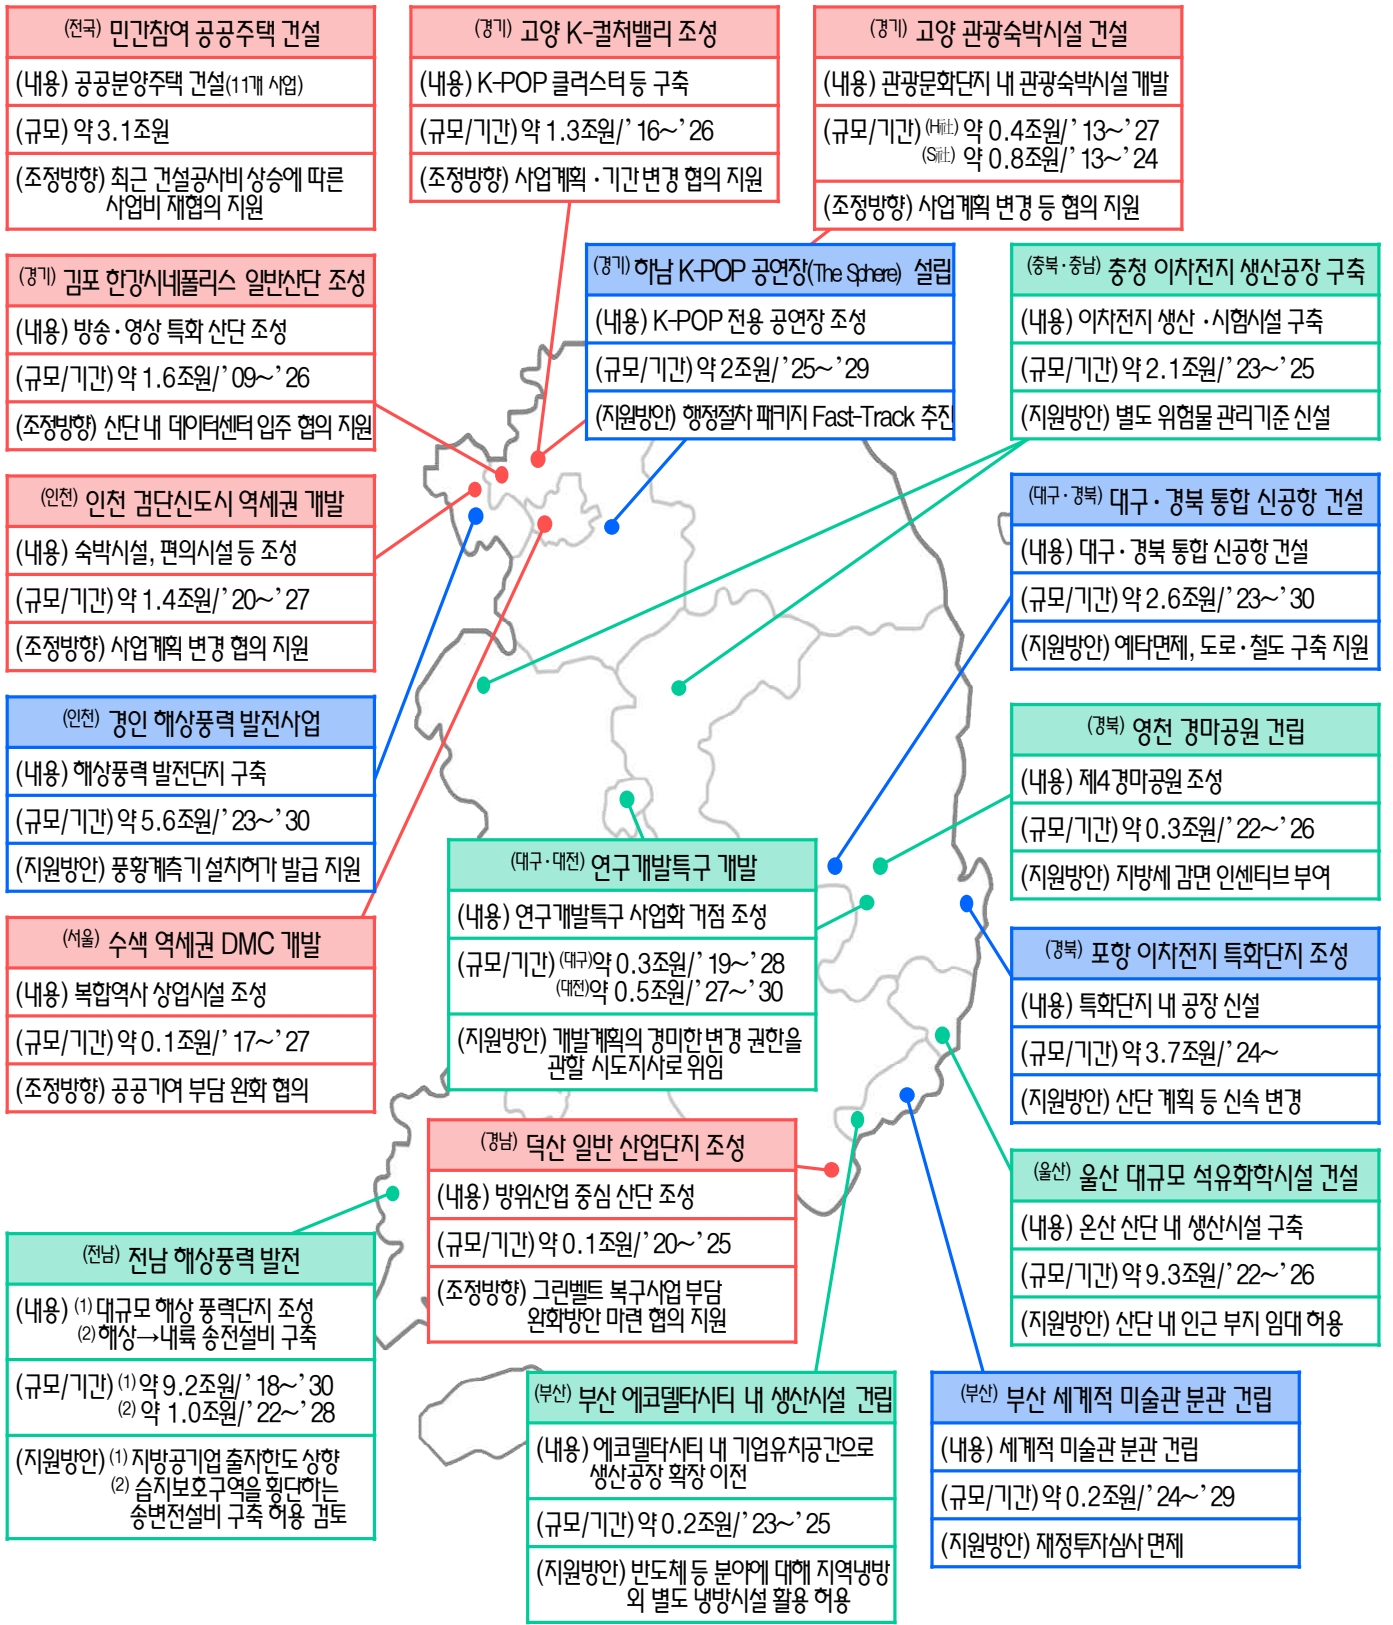 (전국) 민간참여 공공주택 건설
(내용) 공공분양주택 건설(11개 사업)
(규모) 약 3.1조원
(조정방향) 최근 건설공사비 상승에 따른
사업비 재협의 지원
(경기) 고양 K-컬처밸리 조성
(내용) K-POP 클러스터 등 구축
(규모/기간) 약 1.3조원/’16～’26
(조정방향) 사업계획·기간 변경 협의 지원
(경기) 고양 관광숙박시설 건설
(내용) 관광문화단지 내 관광숙박시설 개발
(규모/기간) (H社) 약 0.4조원/’13～’27
(S社) 약 0.8조원/’13～’24
(조정방향) 사업계획 변경 등 협의 지원
(경기) 김포 한강시네폴리스 일반산단 조성
(내용) 방송·영상 특화 산단 조성
(규모/기간) 약 1.6조원/’09～’26
(조정방향) 산단 내 데이터센터 입주 협의 지원
(경기) 하남 K-POP 공연장(The Sphere) 설립
(내용) K-POP 전용 공연장 조성
(규모/기간) 약 2조원/’25～’29
(지원방안) 행정절차 패키지 Fast-Track 추진
(충북·충남) 충청 이차전지 생산공장 구축
(내용) 이차전지 생산·시험시설 구축
(규모/기간) 약 2.1조원/’23～’25
(지원방안) 별도 위험물 관리기준 신설
(인천) 인천 검단신도시 역세권 개발
(내용) 숙박시설, 편의시설 등 조성
(규모/기간) 약 1.4조원/’20～’27
(조정방향) 사업계획 변경 협의 지원
(대구·경북) 대구·경북 통합 신공항 건설
(내용) 대구·경북 통합 신공항 건설
(규모/기간) 약 2.6조원/’23～’30
(지원방안) 예타면제, 도로·철도 구축 지원
(인천) 경인 해상풍력 발전사업
(내용) 해상풍력 발전단지 구축
(규모/기간) 약 5.6조원/’23～’30
(지원방안) 풍황계측기 설치허가 발급 지원
(경북) 영천 경마공원 건립
(내용) 제4경마공원 조성
(규모/기간) 약 0.3조원/’22～’26
(지원방안) 지방세 감면 인센티브 부여
(대구·대전) 연구개발특구 개발
(내용) 연구개발특구 사업화 거점 조성
(규모/기간) (대구)약 0.3조원/’19～’28
(대전)약 0.5조원/’27～’30
(지원방안) 개발계획의 경미한 변경 권한을
관할 시도지사로 위임
(서울) 수색 역세권 DMC 개발
(내용) 복합역사 상업시설 조성
(규모/기간) 약 0.1조원/’17～’27
(조정방향) 공공기여 부담 완화 협의
(경북) 포항 이차전지 특화단지 조성
(내용) 특화단지 내 공장 신설
(규모/기간) 약 3.7조원/’24～
(지원방안) 산단 계획 등 신속 변경
(경남) 덕산 일반 산업단지 조성
(내용) 방위산업 중심 산단 조성
(규모/기간) 약 0.1조원/’20～’25
(조정방향) 그린벨트 복구사업 부담
완화방안 마련 협의 지원
(울산) 울산 대규모 석유화학시설 건설
(내용) 온산 산단 내 생산시설 구축
(규모/기간) 약 9.3조원/’22～’26
(지원방안) 산단 내 인근 부지 임대 허용
(전남) 전남 해상풍력 발전
(내용) (1) 대규모 해상 풍력단지 조성
(2) 해상→내륙 송전설비 구축
(규모/기간) (1) 약 9.2조원/’18～’30
(2) 약 1.0조원/’22～’28
(지원방안) (1) 지방공기업 출자한도 상향
(2) 습지보호구역을 횡단하는
송변전설비 구축 허용 검토
(부산) 부산 에코델타시티 내 생산시설 건립
(내용) 에코델타시티 내 기업유치공간으로
생산공장 확장 이전
(규모/기간) 약 0.2조원/’23～’25
(지원방안) 반도체 등 분야에 대해 지역냉방
외 별도 냉방시설 활용 허용
(부산) 부산 세계적 미술관 분관 건립
(내용) 세계적 미술관 분관 건립
(규모/기간) 약 0.2조원/’24～’29
(지원방안) 재정투자심사 면제